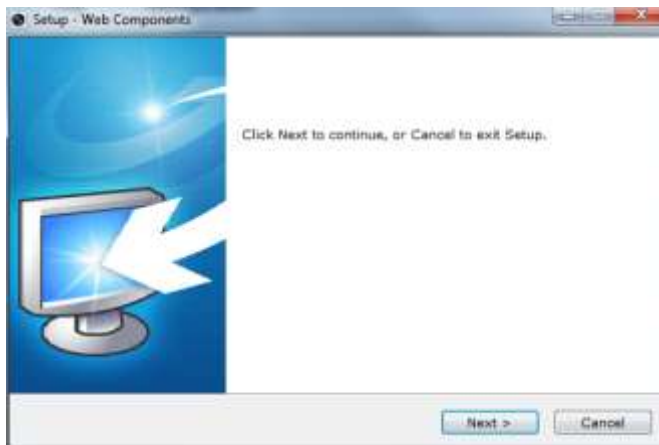 Setup - Web Components
Click Next to continue, or Cancel to exit Setup.
Next >
Cancel